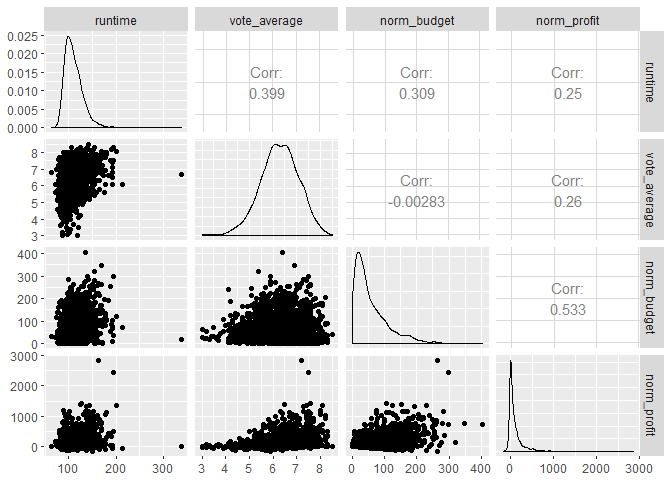 runtime vote_average norm_budget norm_profit
0.025
0.020
0.015
0.010
0.005
0.000
Corr:
0.399
Corr:
0.309
Corr:
0.25
runtime
8
7
6
5
4
3
Corr:
-0.00283
Corr:
0.26
vote_average
400
300
200
100
0
Corr:
0.533
norm_budget
3000
2000
1000
0
norm_profit
100 200 300 3 4 5 6 7 8 0 100 200 300 400 0 1000 2000 3000